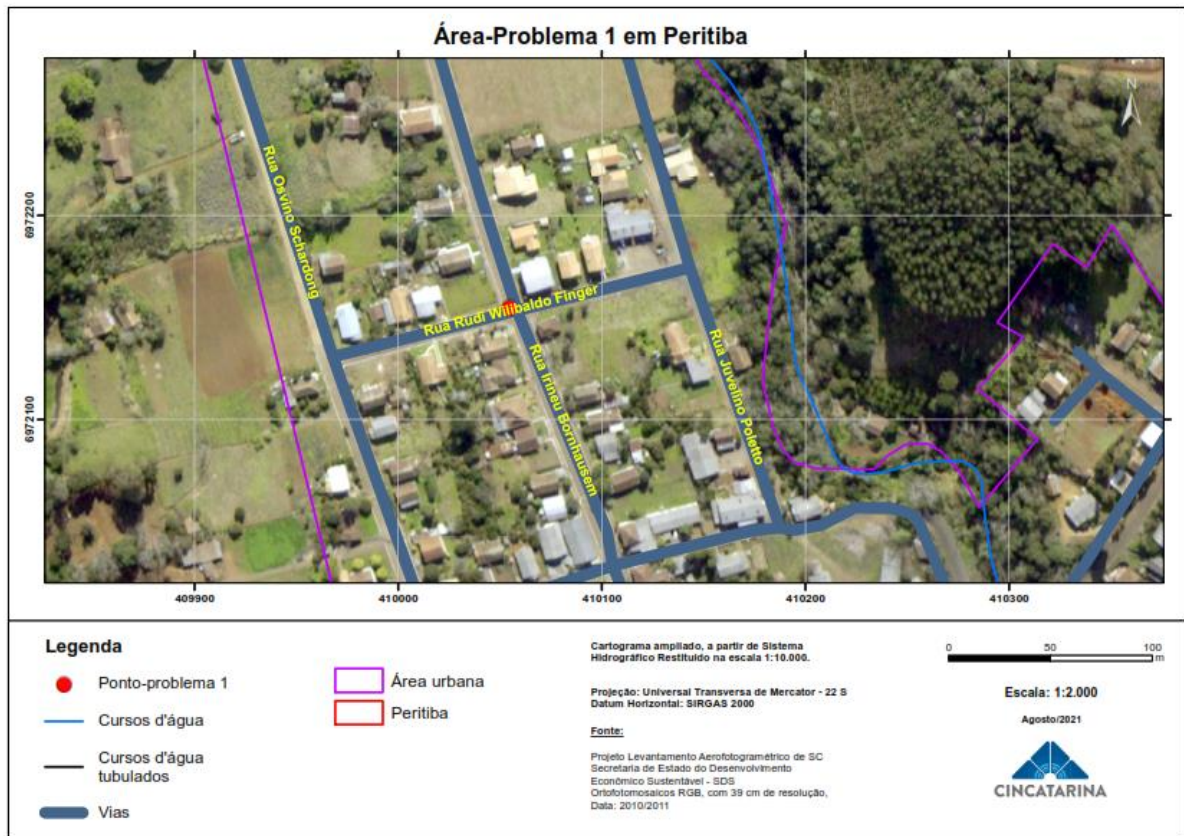 Área-Problema 1 em Peritiba
N
Rua Osvino Schardong
Rua Rudi Willibaldo Finger
Rua Irineu Bornhausem
Rua Juvelino Poletto
6972200
6972100
409900
410000
410100
410200
410300
Legenda
Ponto-problema 1
Cursos d'água
Cursos d'água
tubulados
Vias
Área urbana
Peritiba
Cartograma ampliado, a partir de Sistema
Hidrográfico Restituido na escala 1:10.000.
Projeção: Universal Transversa de Mercator - 22 S
Datum Horizontal: SIRGAS 2000
Fonte:
Projeto Levantamento Aerofotogramétrico de SC
Secretaria de Estado do Desenvolvimento
Econômico Sustentável - SDS
Ortofotomosaicos RGB, com 39 cm de resolução,
Data: 2010/2011
0 50 100
m
Escala: 1:2.000
Agosto/2021
CINCATARINA